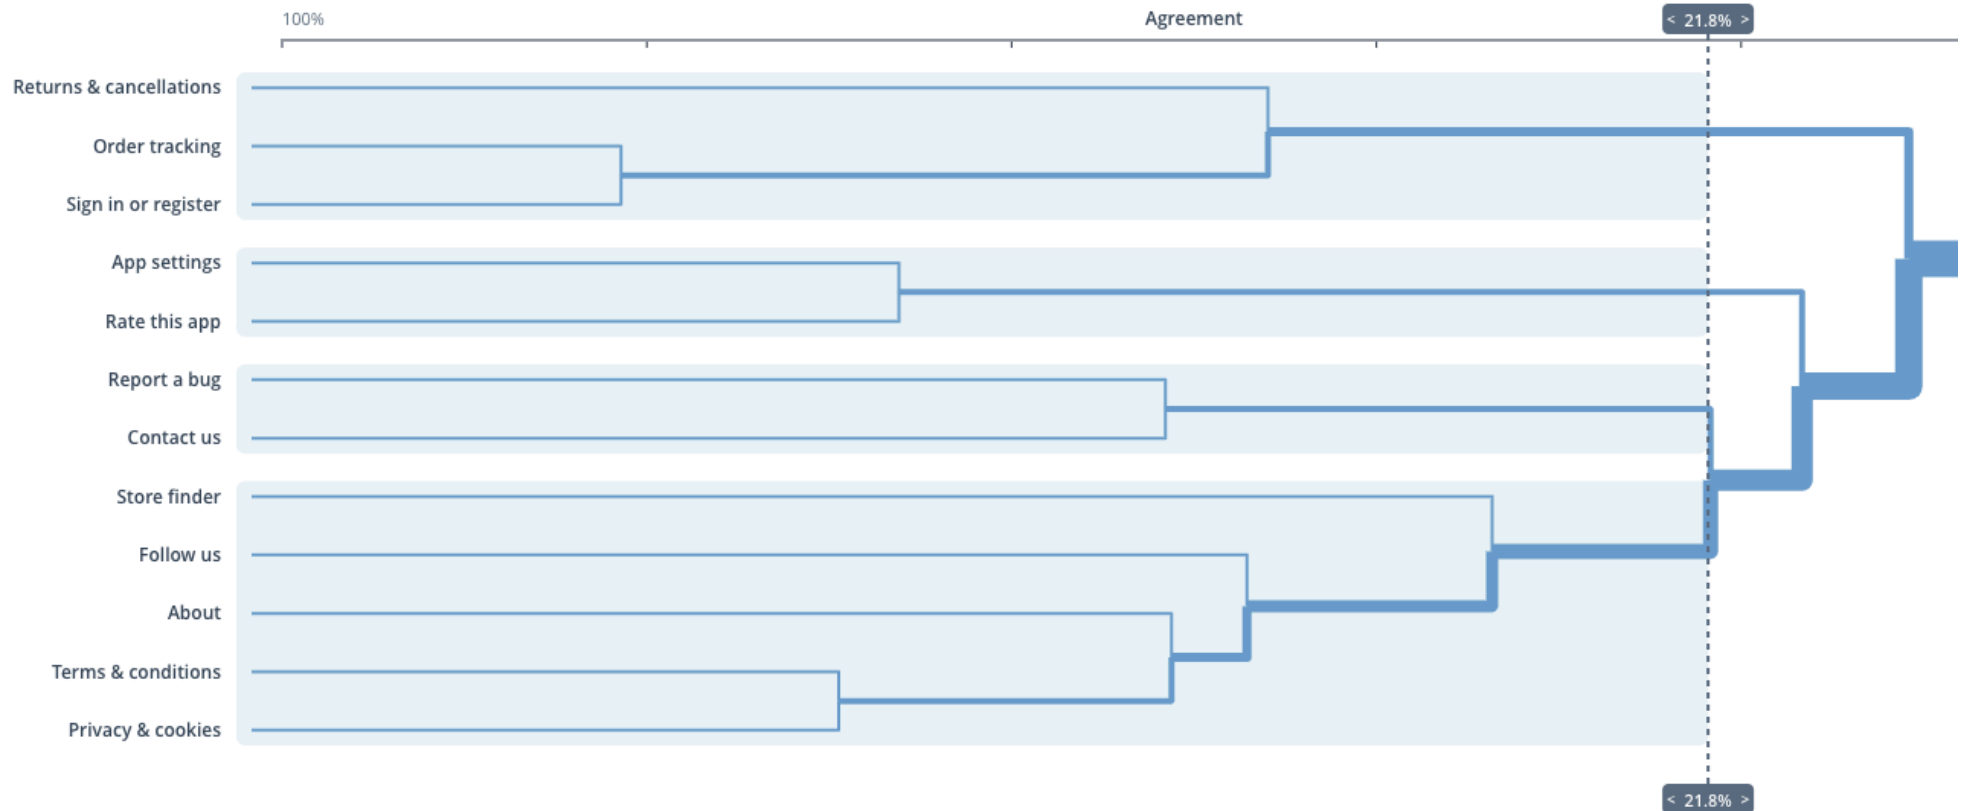 100%
Agreement
< 21.8% >
Returns & cancellations
Order tracking
Sign in or register
App settings
Rate this app
Report a bug
Contact us
Store finder
Follow us
About
Terms & conditions
Privacy & cookies
< 21.8% >